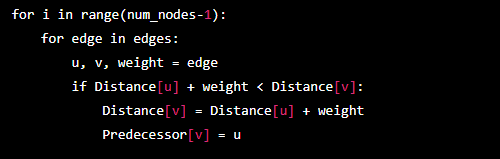 for i in range(num_nodes-1):
    for edge in edges:
        u, v, weight = edge
        if Distance[u] + weight < Distance[v]:
            Distance[v] = Distance[u] + weight
            Predecessor[v] = u